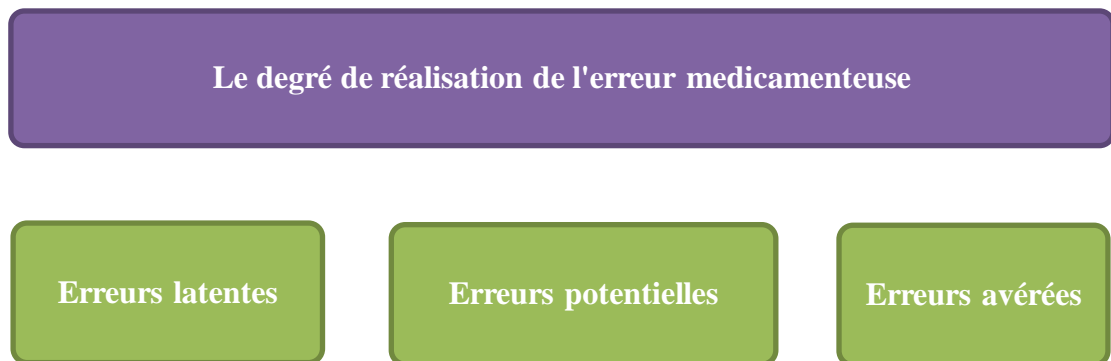 Le degré de réalisation de l'erreur medicamenteuse
Erreurs latentes
Erreurs potentielles
Erreurs avérées